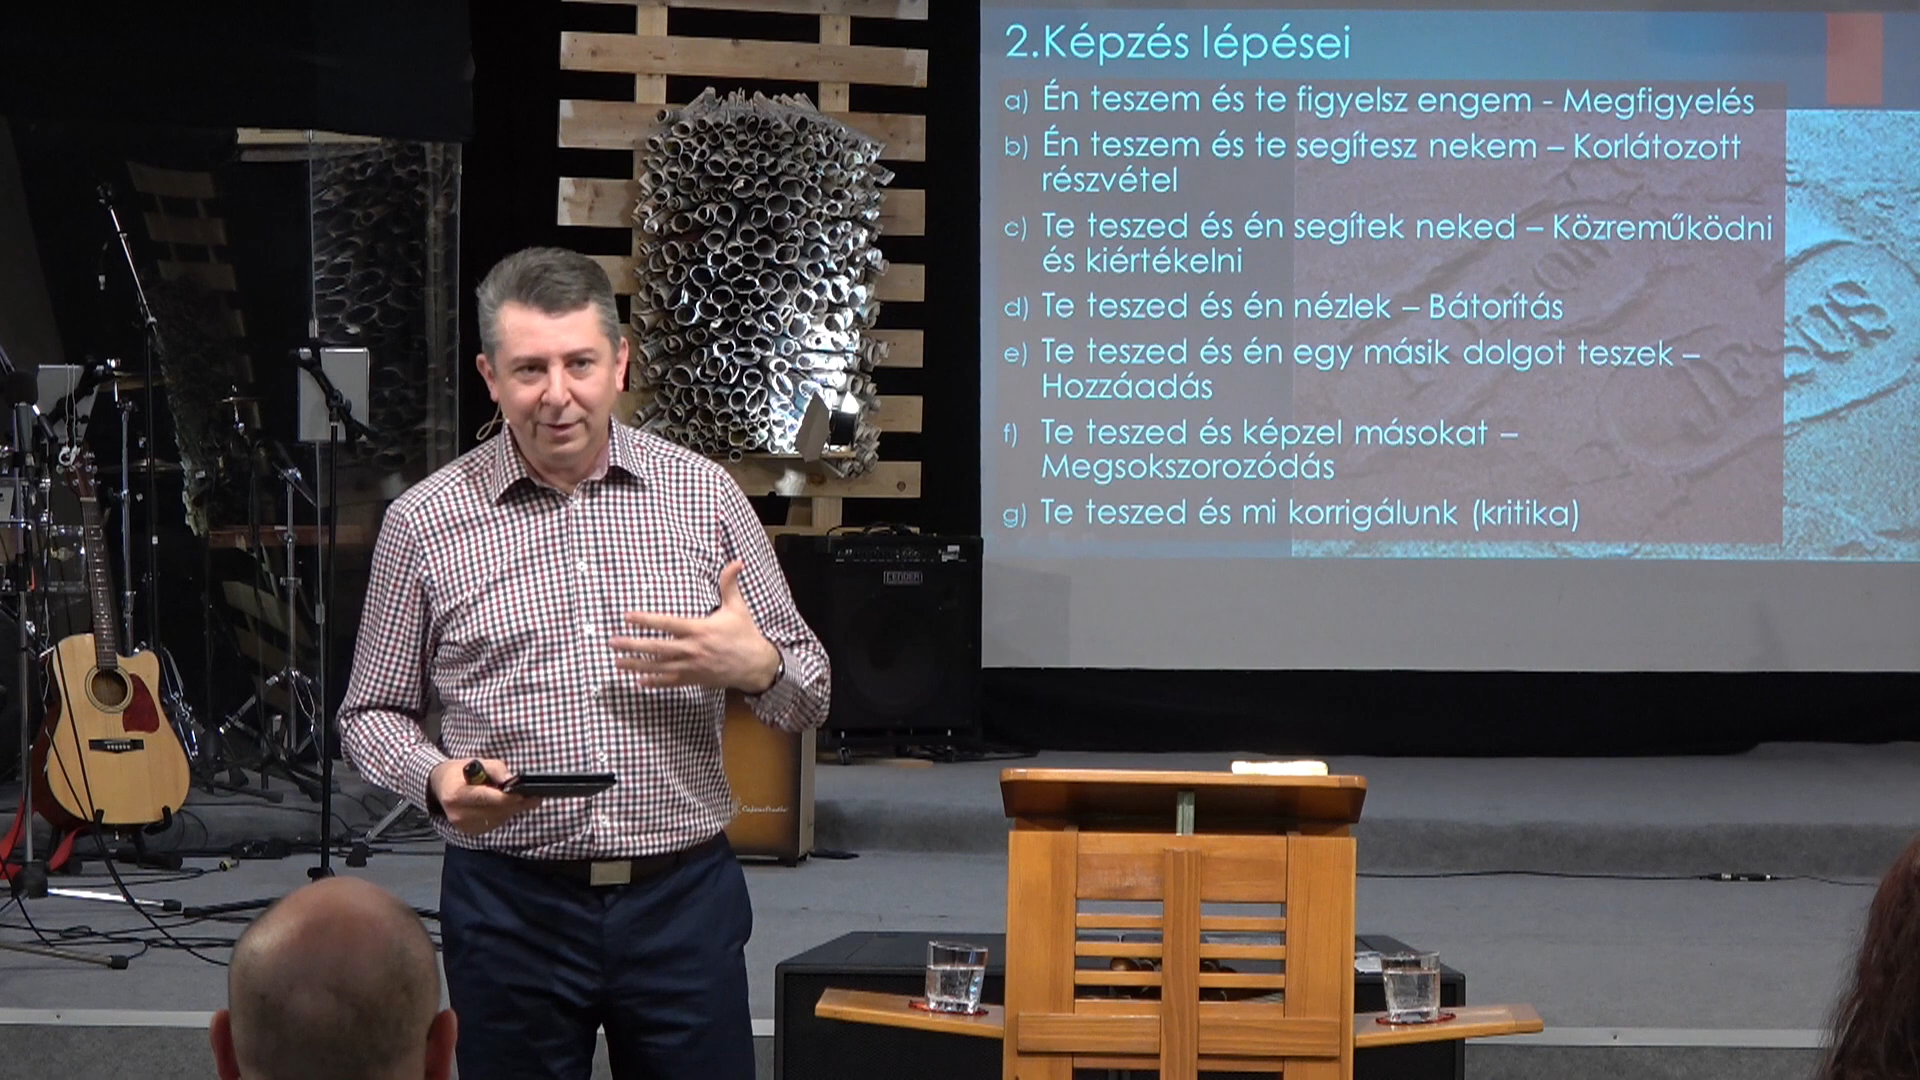 2.Képzés lépései
a) Én teszem és te figyelsz engem - Megfigyelés
b) Én teszem és te segítesz nekem – Korlátozott
részvétel
c) Te teszed és én segítek neked – Közreműködni
és kiértékelni
d) Te teszed és én nézlek – Bátorítás
e) Te teszed és én egy másik dolgot teszek –
Hozzáadás
f) Te teszed és képzel másokat –
Megsokszorozódás
g) Te teszed és mi korrigálunk (kritika)
JESUS
FENDER